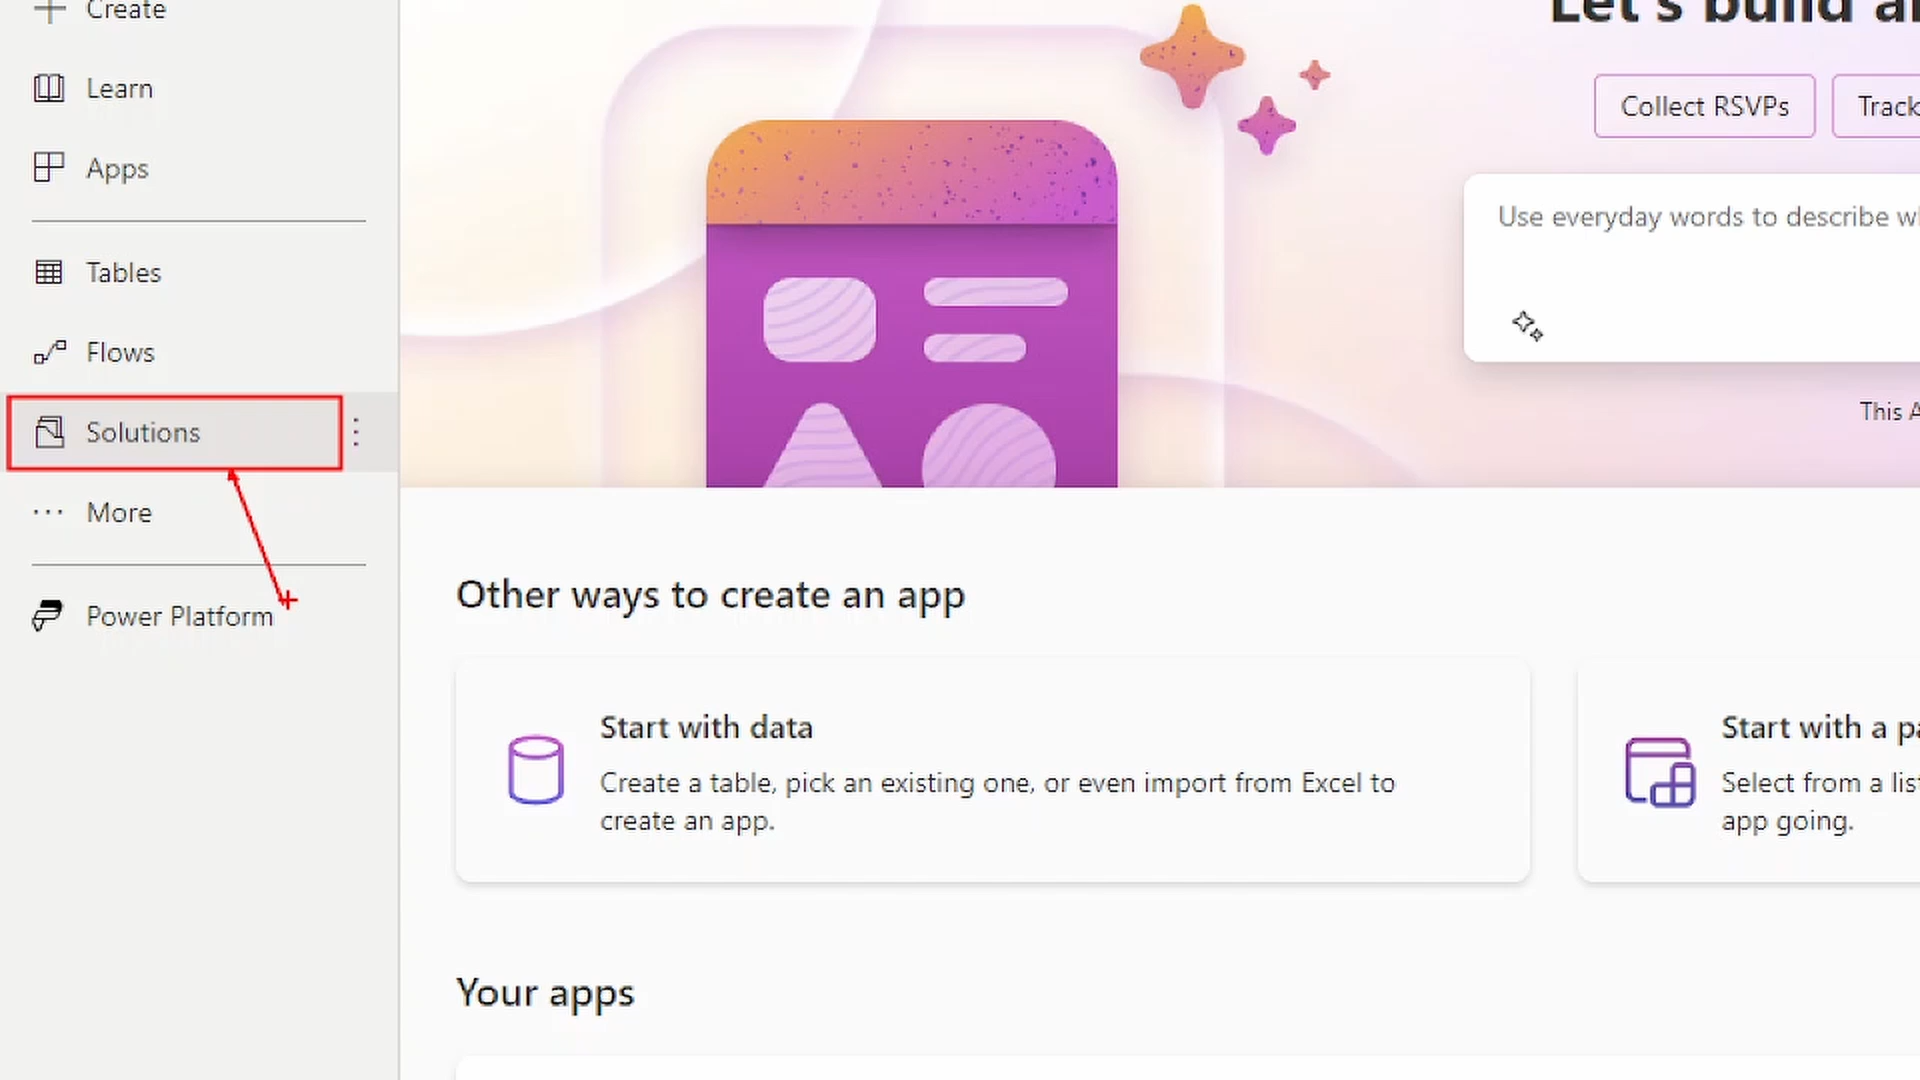 Create
Learn
Apps
Tables
Flows
Solutions
More
Power Platform
Let's build a
Collect RSVPs
Track
Use everyday words to describe
This A
Other ways to create an app
Start with data
Create a table, pick an existing one, or even import from Excel to
create an app.
Start with a pa
Select from a list
app going.
Your apps